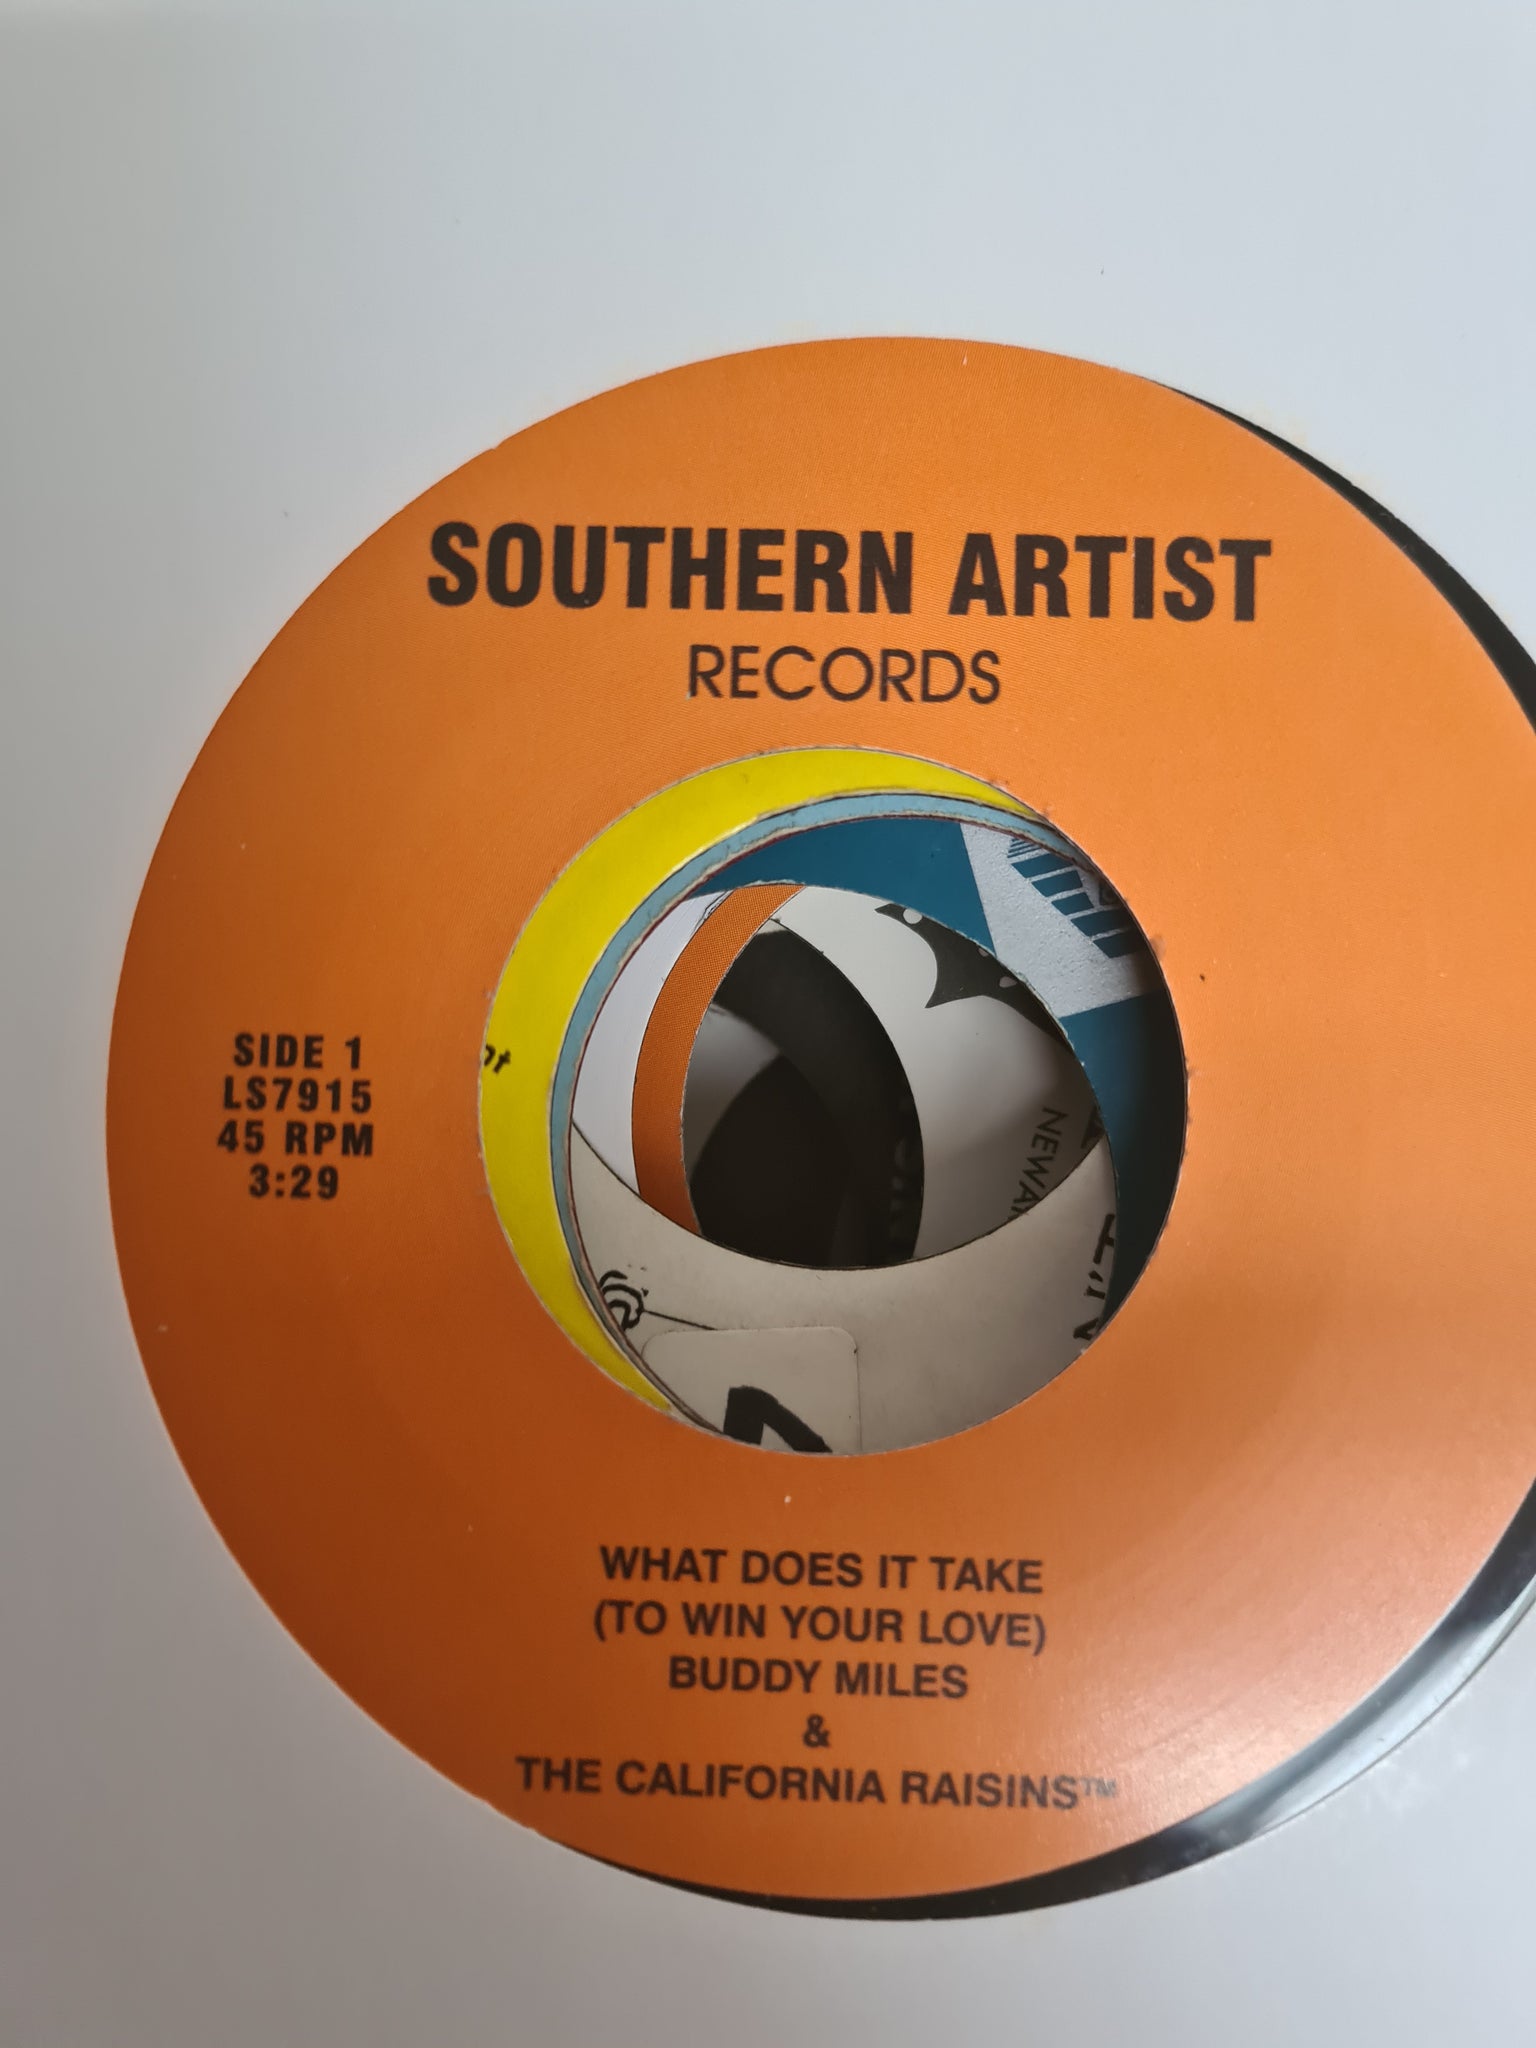 SOUTHERN ARTIST
RECORDS
SIDE 1
LS7915
45 RPM
3:29
WHAT DOES IT TAKE
(TO WIN YOUR LOVE)
BUDDY MILES
&
THE CALIFORNIA RAISINS™